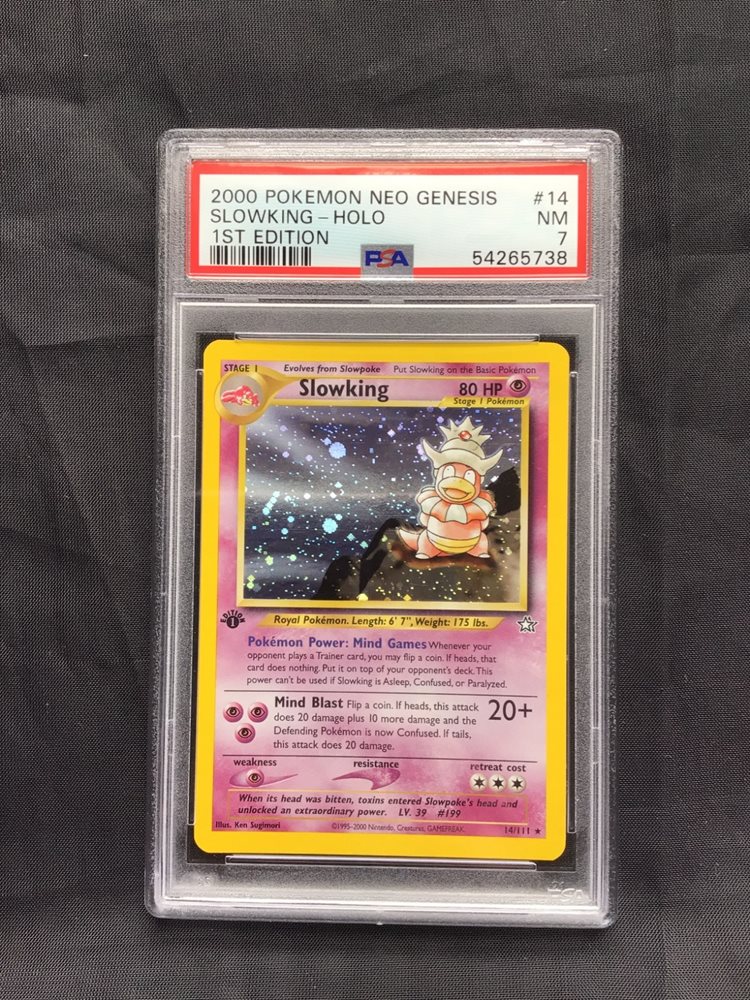 2000 POKEMON NEO GENESIS #14
SLOWKING - HOLO NM
1ST EDITION 7
PSA 54265738
STAGE 1 Evolves from Slowpoke Put Slowking on the Basic Pokémon
Slowking 80 HP
Stage 1 Pokémon
Royal Pokémon. Length: 6' 7", Weight: 175 lbs.
EDITION 1
Pokémon Power: Mind Games Whenever your
opponent plays a Trainer card, you may flip a coin. If heads, that
card does nothing. Put it on top of your opponent's deck. This
power can't be used if Slowking is Asleep, Confused, or Paralyzed.
Mind Blast Flip a coin. If heads, this attack 20+
does 20 damage plus 10 more damage and the
Defending Pokémon is now Confused. If tails,
this attack does 20 damage.
weakness resistance retreat cost
When its head was bitten, toxins entered Slowpoke's head and
unlocked an extraordinary power. LV. 39 #199
Illus. Ken Sugimori ©1995-2000 Nintendo, Creatures, GAMEFREAK. 14/111 ★